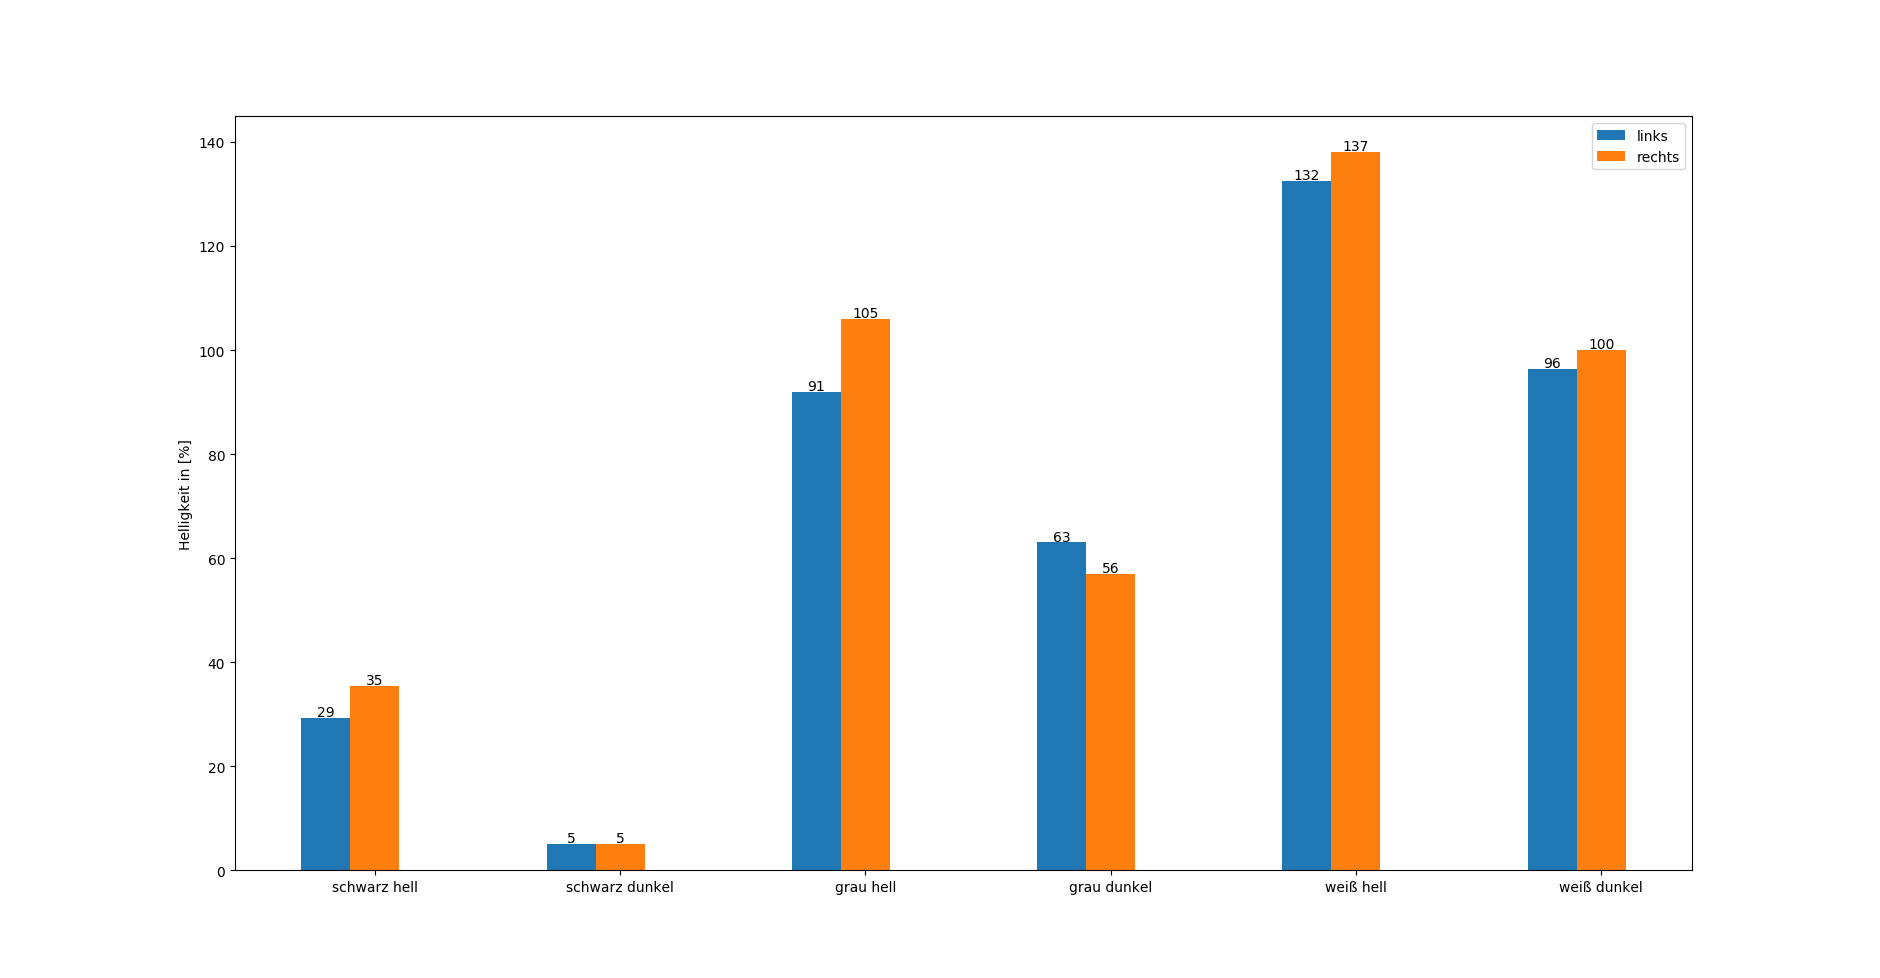 links
rechts
Helligkeit in [%]
140
120
100
80
60
40
20
0
29
35
5
5
91
105
63
56
132
137
96
100
schwarz hell
schwarz dunkel
grau hell
grau dunkel
weiß hell
weiß dunkel